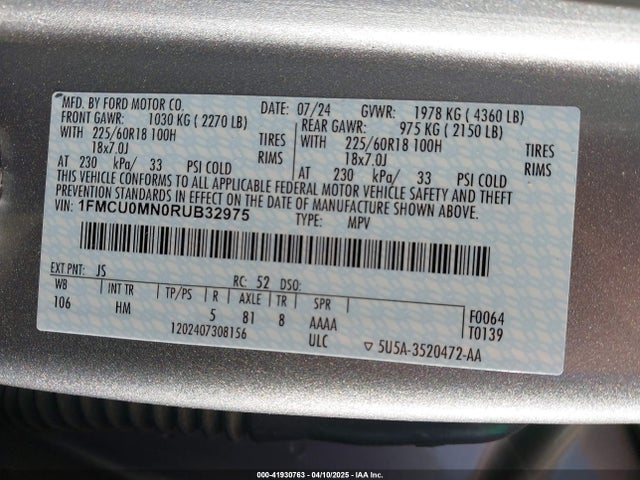 MFD. BY FORD MOTOR CO. DATE: 07/24 GVWR: 1978 KG ( 4360 LB)
FRONT GAWR: 1030 KG ( 2270 LB) REAR GAWR: 975 KG ( 2150 LB)
WITH 225/60R18 100H TIRES WITH 225/60R18 100H TIRES
18x7.0J RIMS 18x7.0J RIMS
AT 230 kPa/ 33 PSI COLD AT 230 kPa/ 33 PSI COLD
THIS VEHICLE CONFORMS TO ALL APPLICABLE FEDERAL MOTOR VEHICLE SAFETY AND THEFT
PREVENTION STANDARDS IN EFFECT ON THE DATE OF MANUFACTURE SHOWN ABOVE.
VIN: 1FMCU0MN0RUB32975 TYPE: MPV
EXT PNT: JS RC: 52 DSO:
WB INT TR TP/PS R AXLE TR SPR F0064
106 HM 5 81 8 AAAA T0139
1202407308156 ULC ▽ 5U5A-3520472-AA
000-41930763 - 04/10/2025 - IAA Inc.